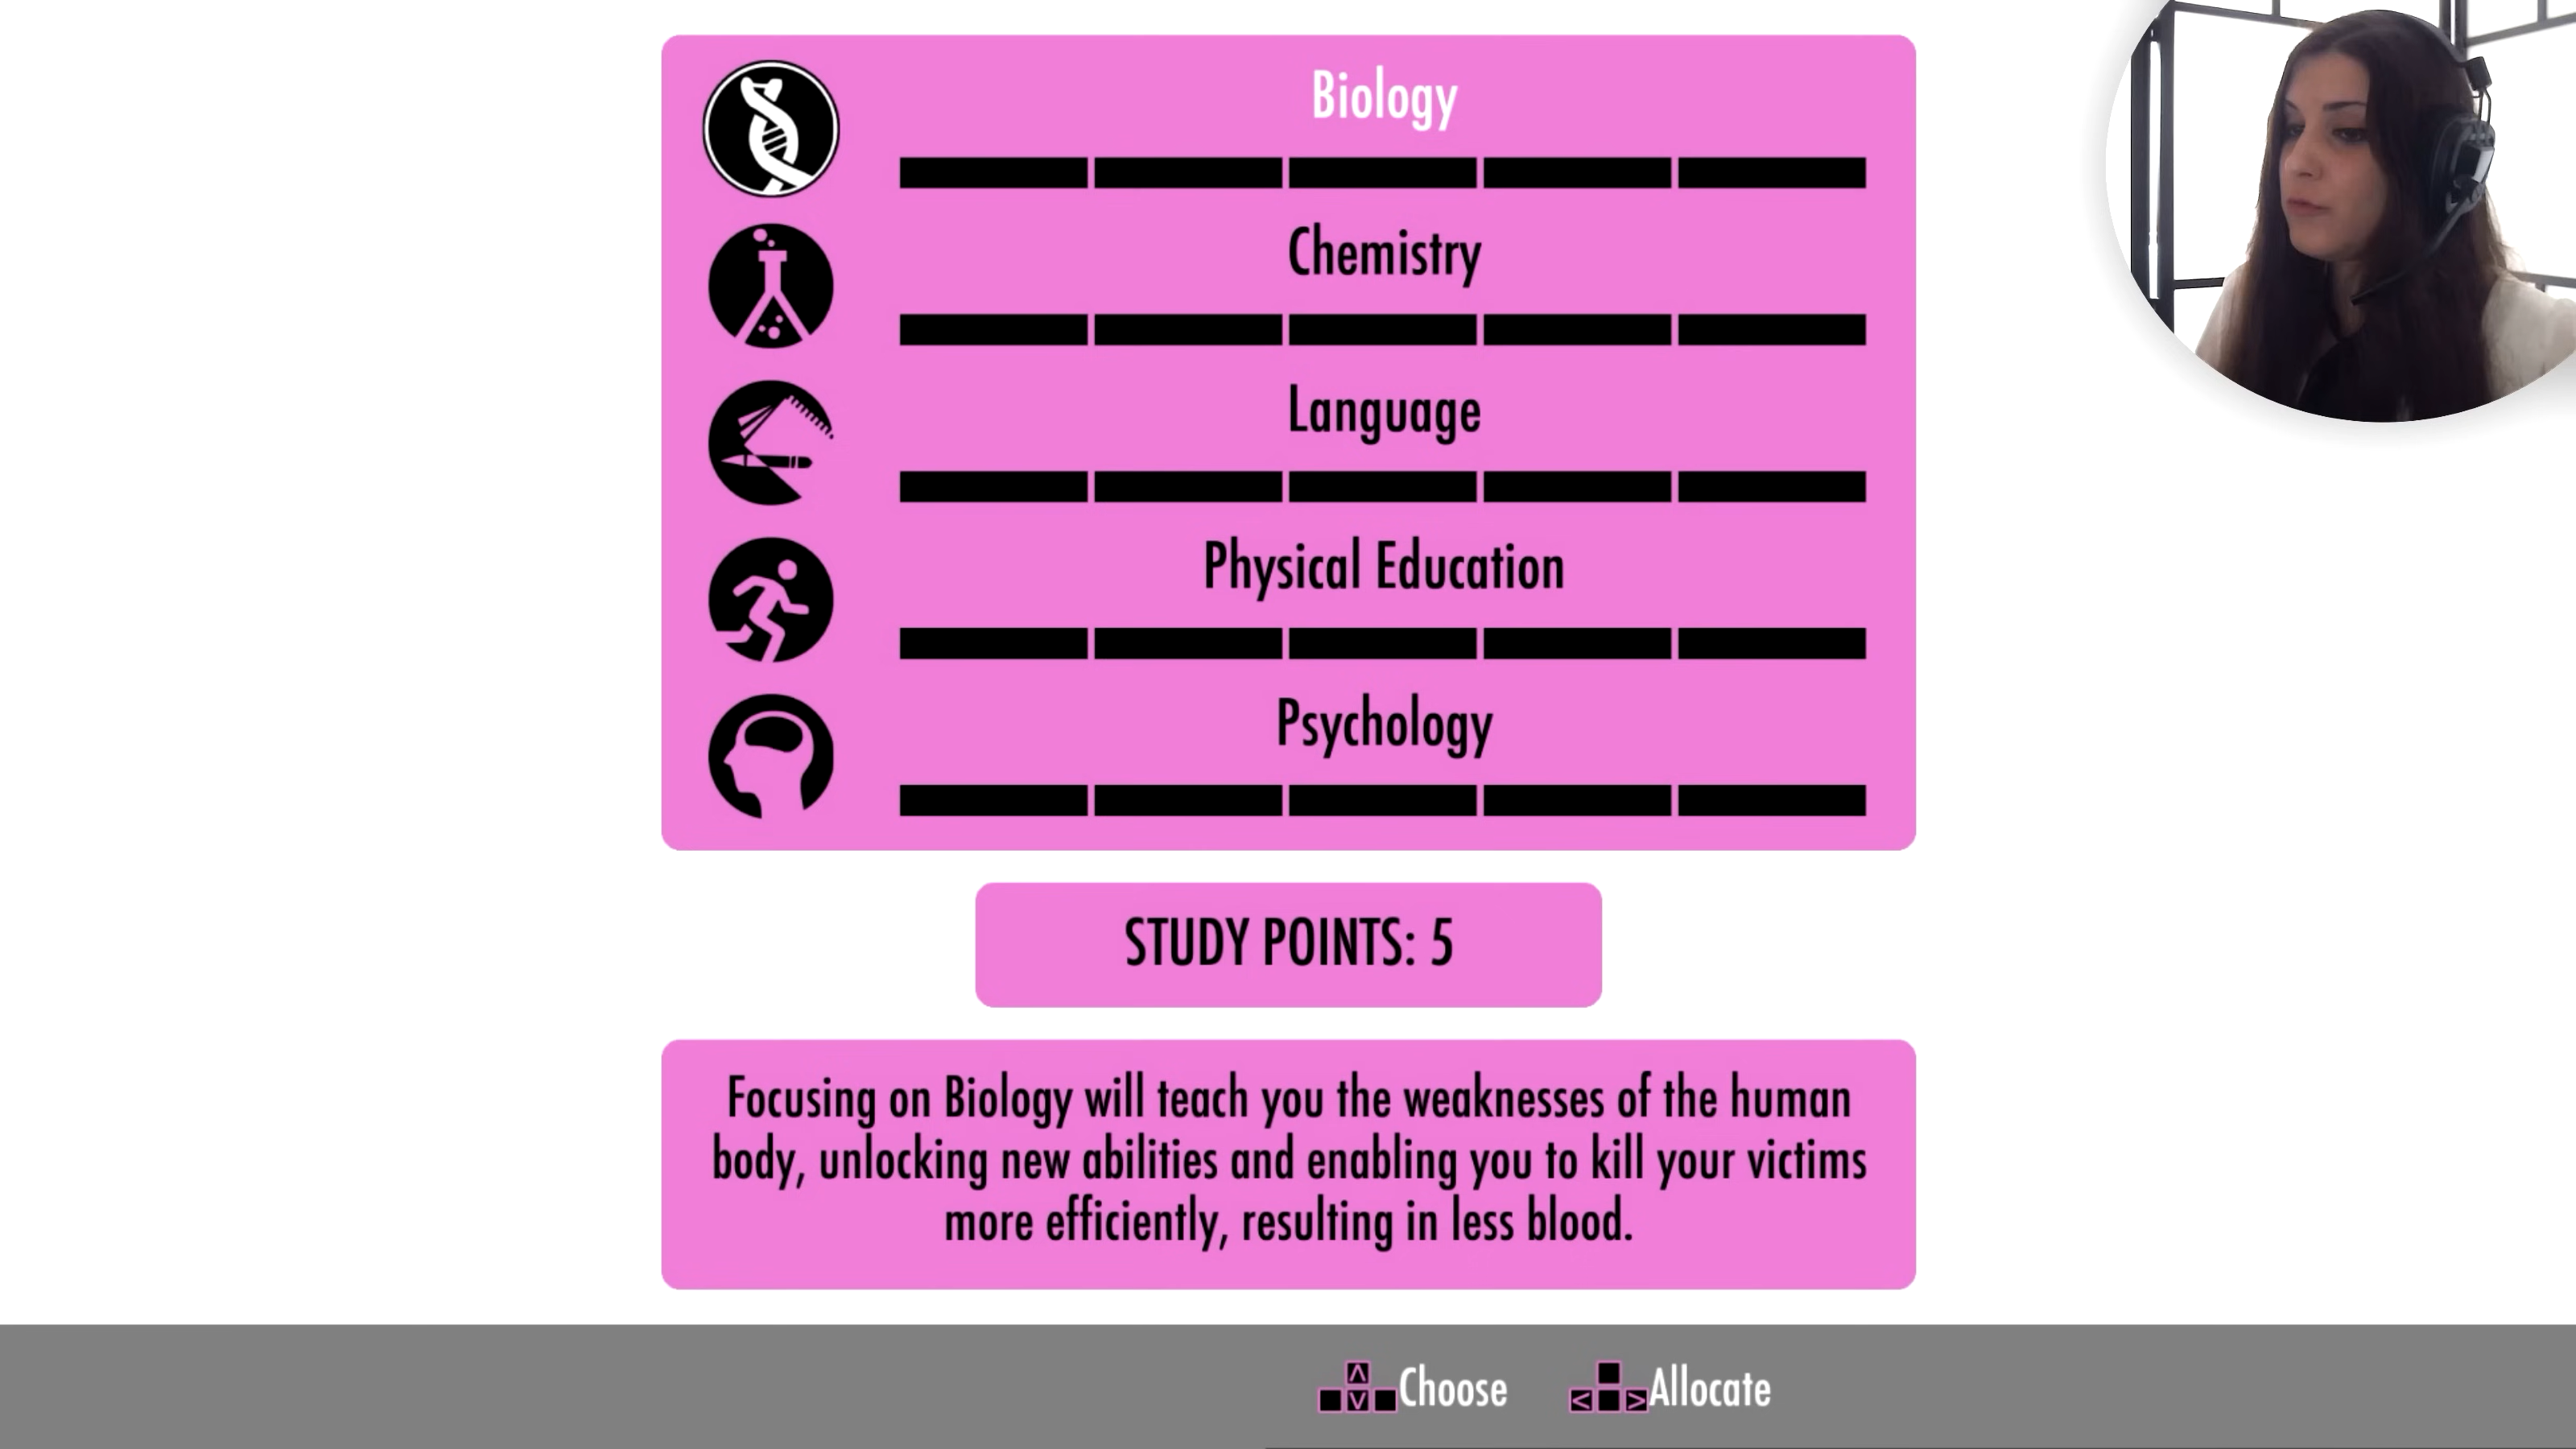 Biology
Chemistry
Language
Physical Education
Psychology
STUDY POINTS: 5
Focusing on Biology will teach you the weaknesses of the human
body, unlocking new abilities and enabling you to kill your victims
more efficiently, resulting in less blood.
Choose
Allocate